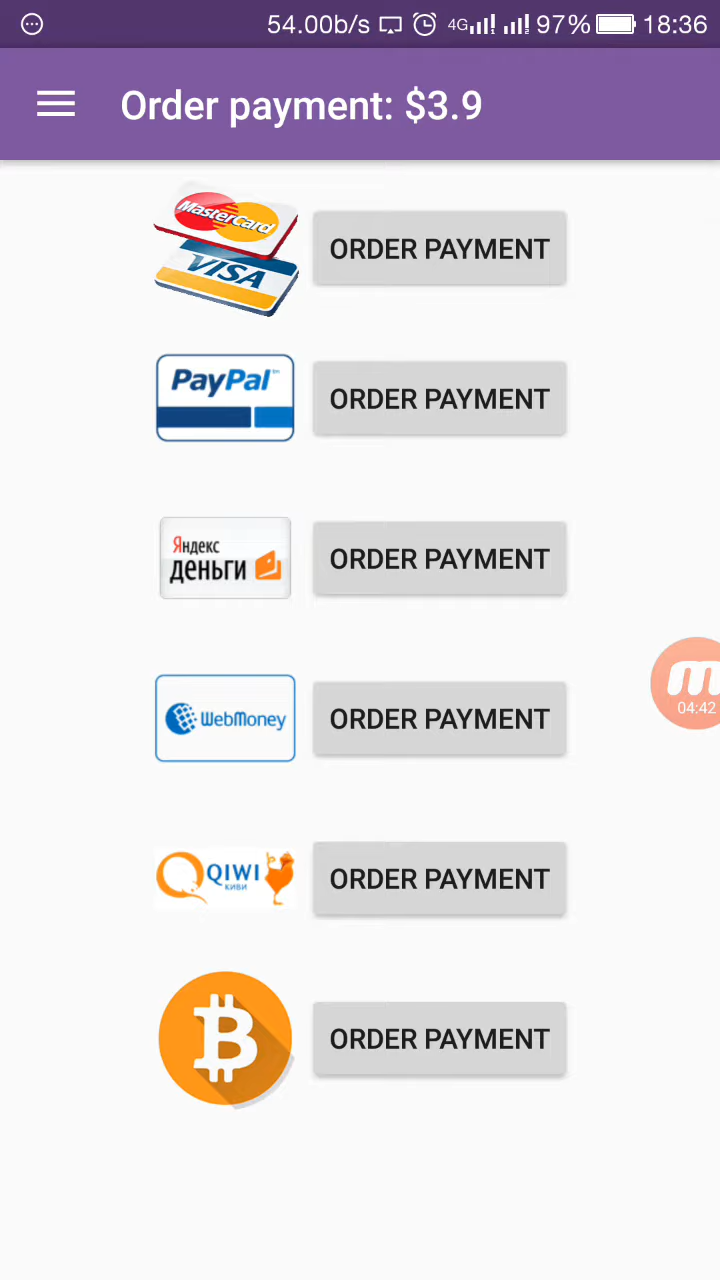 54.00b/s 4G 97% 18:36
Order payment: $3.9
MasterCard
VISA
ORDER PAYMENT
PayPal
ORDER PAYMENT
Яндекс
деньги
ORDER PAYMENT
WebMoney
ORDER PAYMENT
QIWI
КИВИ
ORDER PAYMENT
ORDER PAYMENT
04:42